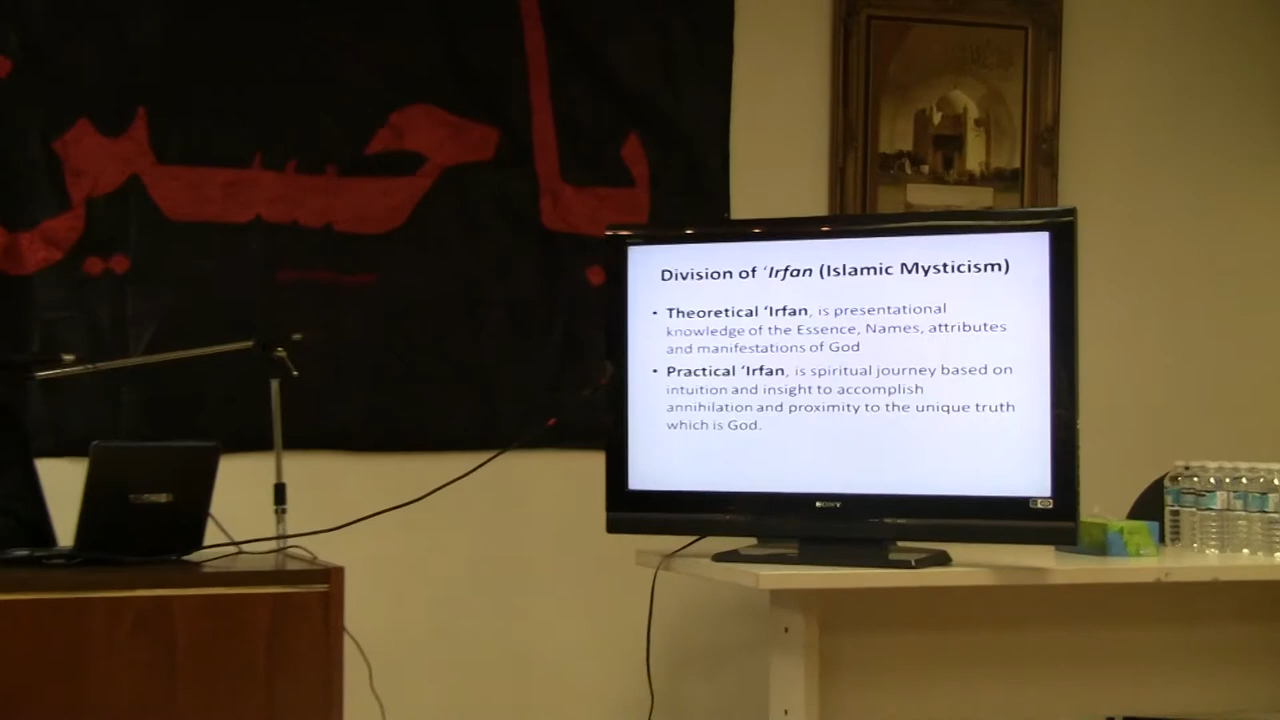 يا حسين
Division of ‘Irfan (Islamic Mysticism)
• Theoretical ‘Irfan, is presentational
knowledge of the Essence, Names, attributes
and manifestations of God
• Practical ‘Irfan, is spiritual journey based on
intuition and insight to accomplish
annihilation and proximity to the unique truth
which is God.
SONY